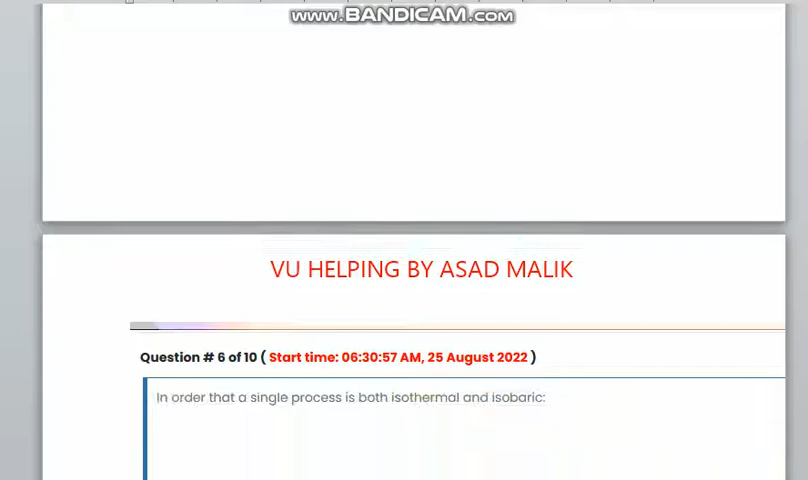 www.BANDICAM.com
VU HELPING BY ASAD MALIK
Question # 6 of 10 ( Start time: 06:30:57 AM, 25 August 2022 )
In order that a single process is both isothermal and isobaric: